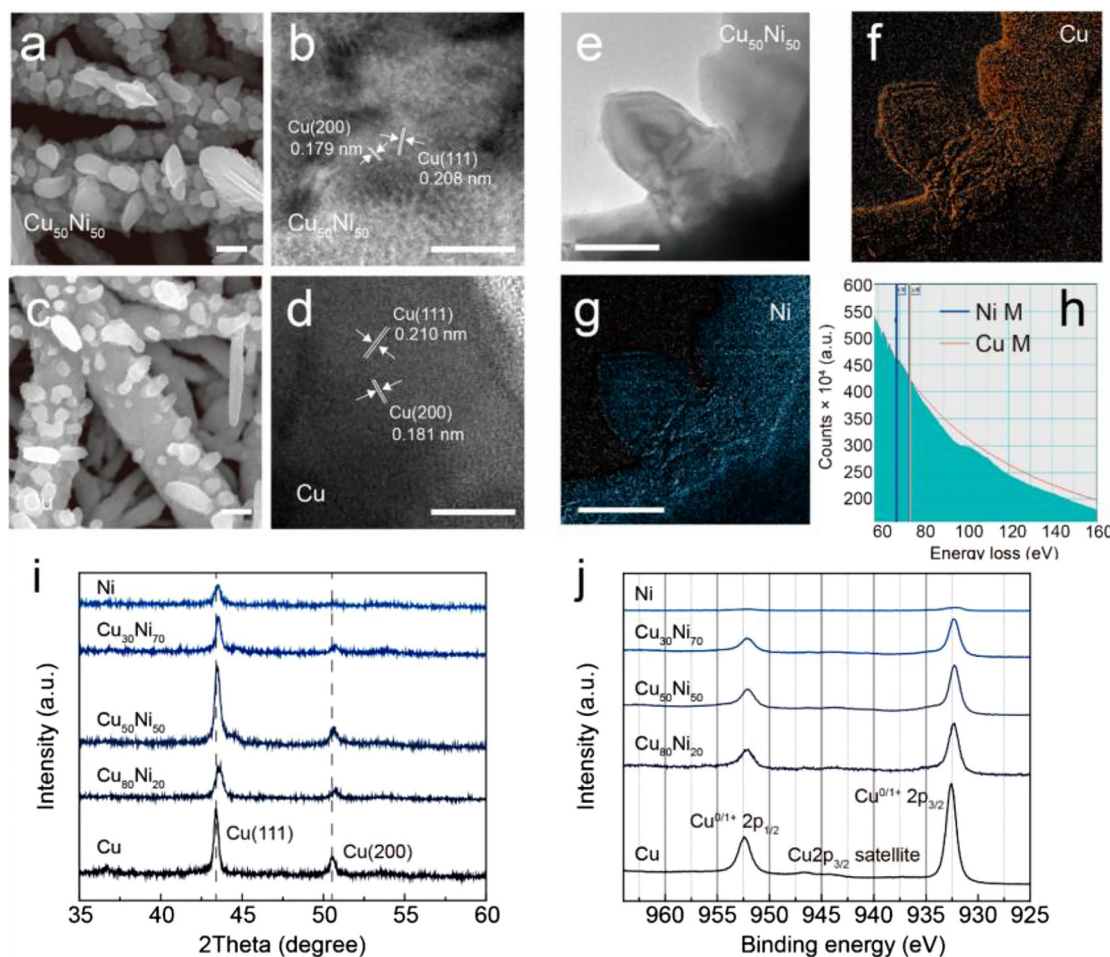 a
Cu50Ni50
b
Cu(200)
0.179 nm
Cu(111)
0.208 nm
Cu50Ni50
c
Cu
d
Cu(111)
0.210 nm
Cu(200)
0.181 nm
Cu
e
Cu50Ni50
f
Cu
g
Ni
h
Ni M
Cu M
600
550
500
450
400
350
300
250
200
Counts × 10⁴ (a.u.)
60 80 100 120 140 160
Energy loss (eV)
i
Ni
Cu30Ni70
Cu50Ni50
Cu80Ni20
Cu
Cu(111)
Cu(200)
Intensity (a.u.)
35 40 45 50 55 60
2Theta (degree)
j
Ni
Cu30Ni70
Cu50Ni50
Cu80Ni20
Cu
Cu0/1+ 2p3/2
Cu0/1+ 2p1/2
Cu2p3/2 satellite
Intensity (a.u.)
960 955 950 945 940 935 930 925
Binding energy (eV)